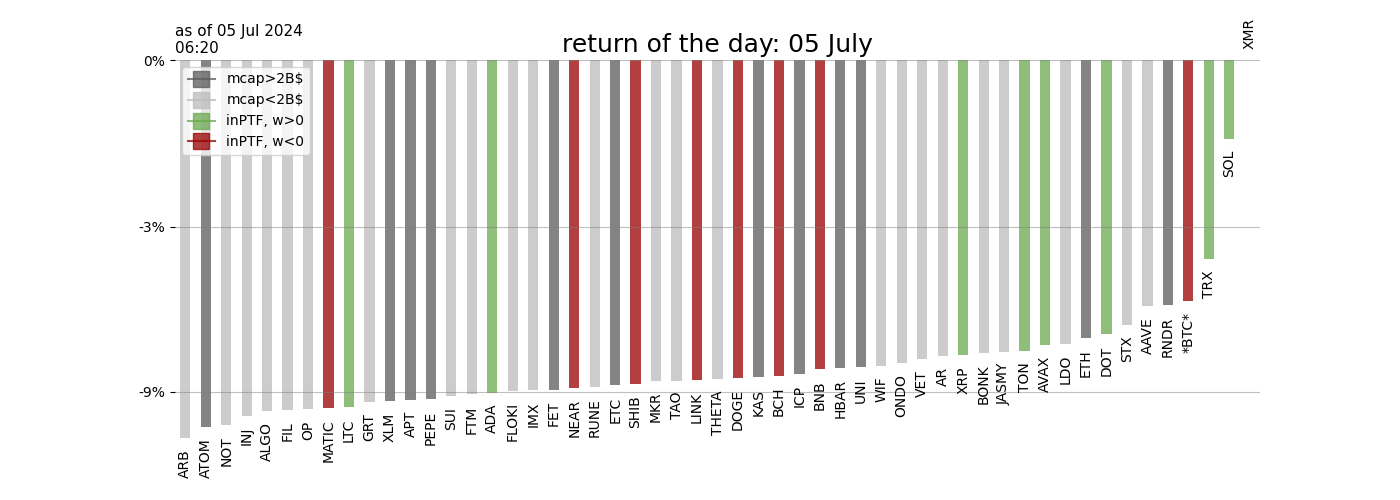 as of 05 Jul 2024
06:20
return of the day: 05 July
XMR
0%
-3%
-9%
mcap>2B$
mcap<2B$
inPTF, w>0
inPTF, w<0
ARB
ATOM
NOT
INJ
ALGO
FIL
OP
MATIC
LTC
GRT
XLM
APT
PEPE
SUI
FTM
ADA
FLOKI
IMX
FET
NEAR
RUNE
ETC
SHIB
MKR
TAO
LINK
THETA
DOGE
KAS
BCH
ICP
BNB
HBAR
UNI
WIF
ONDO
VET
AR
XRP
BONK
JASMY
TON
AVAX
LDO
ETH
DOT
STX
AAVE
RNDR
*BTC*
TRX
SOL